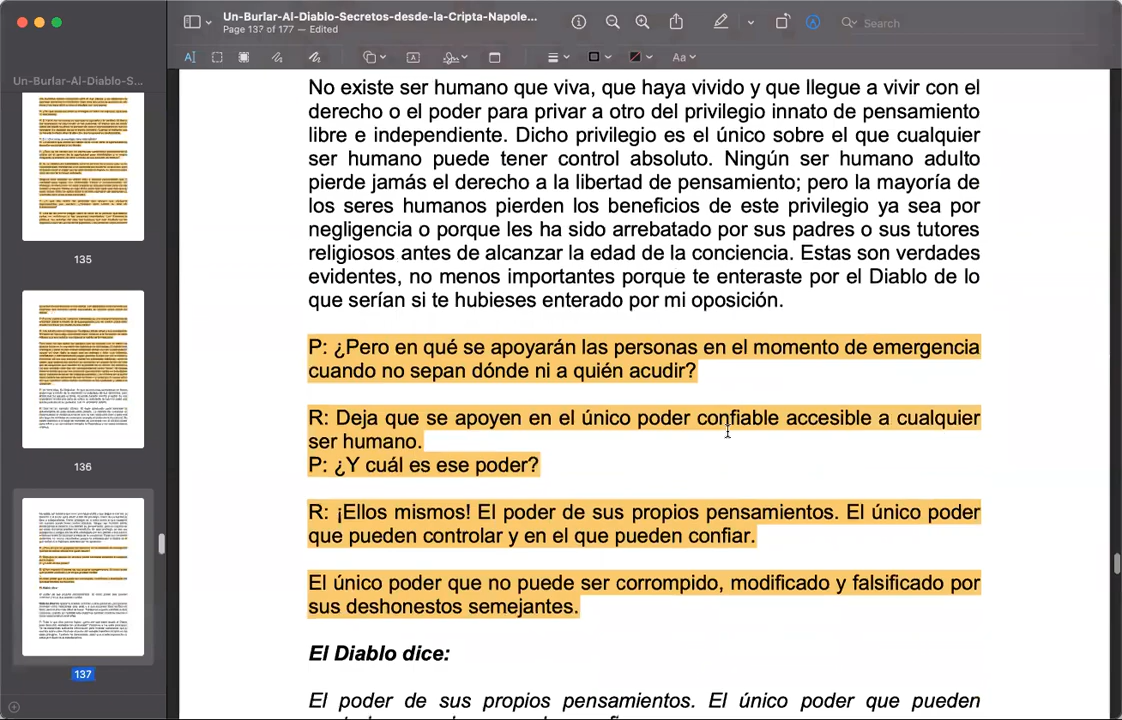 Un-Burlar-Al-Diablo-Secretos-desde-la-Cripta-Napole...
Page 137 of 177 — Edited
Search
Aa
Un-Burlar-Al-Diablo-S...
135
136
137
No existe ser humano que viva, que haya vivido y que llegue a vivir con el
derecho o el poder para privar a otro del privilegio innato de pensamiento
libre e independiente. Dicho privilegio es el único sobre el que cualquier
ser humano puede tener control absoluto. Ningún ser humano adulto
pierde jamás el derecho a la libertad de pensamiento; pero la mayoría de
los seres humanos pierden los beneficios de este privilegio ya sea por
negligencia o porque les ha sido arrebatado por sus padres o sus tutores
religiosos antes de alcanzar la edad de la conciencia. Estas son verdades
evidentes, no menos importantes porque te enteraste por el Diablo de lo
que serían si te hubieses enterado por mi oposición.
P: ¿Pero en qué se apoyarán las personas en el momento de emergencia
cuando no sepan dónde ni a quién acudir?
R: Deja que se apoyen en el único poder confiable accesible a cualquier
ser humano.
P: ¿Y cuál es ese poder?
R: ¡Ellos mismos! El poder de sus propios pensamientos. El único poder
que pueden controlar y en el que pueden confiar.
El único poder que no puede ser corrompido, modificado y falsificado por
sus deshonestos semejantes.
El Diablo dice:
El poder de sus propios pensamientos. El único poder que pueden